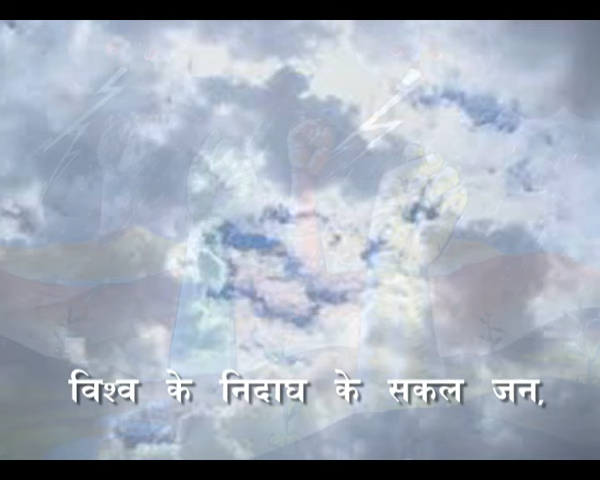 विश्व के निदाघ के सकल जन,